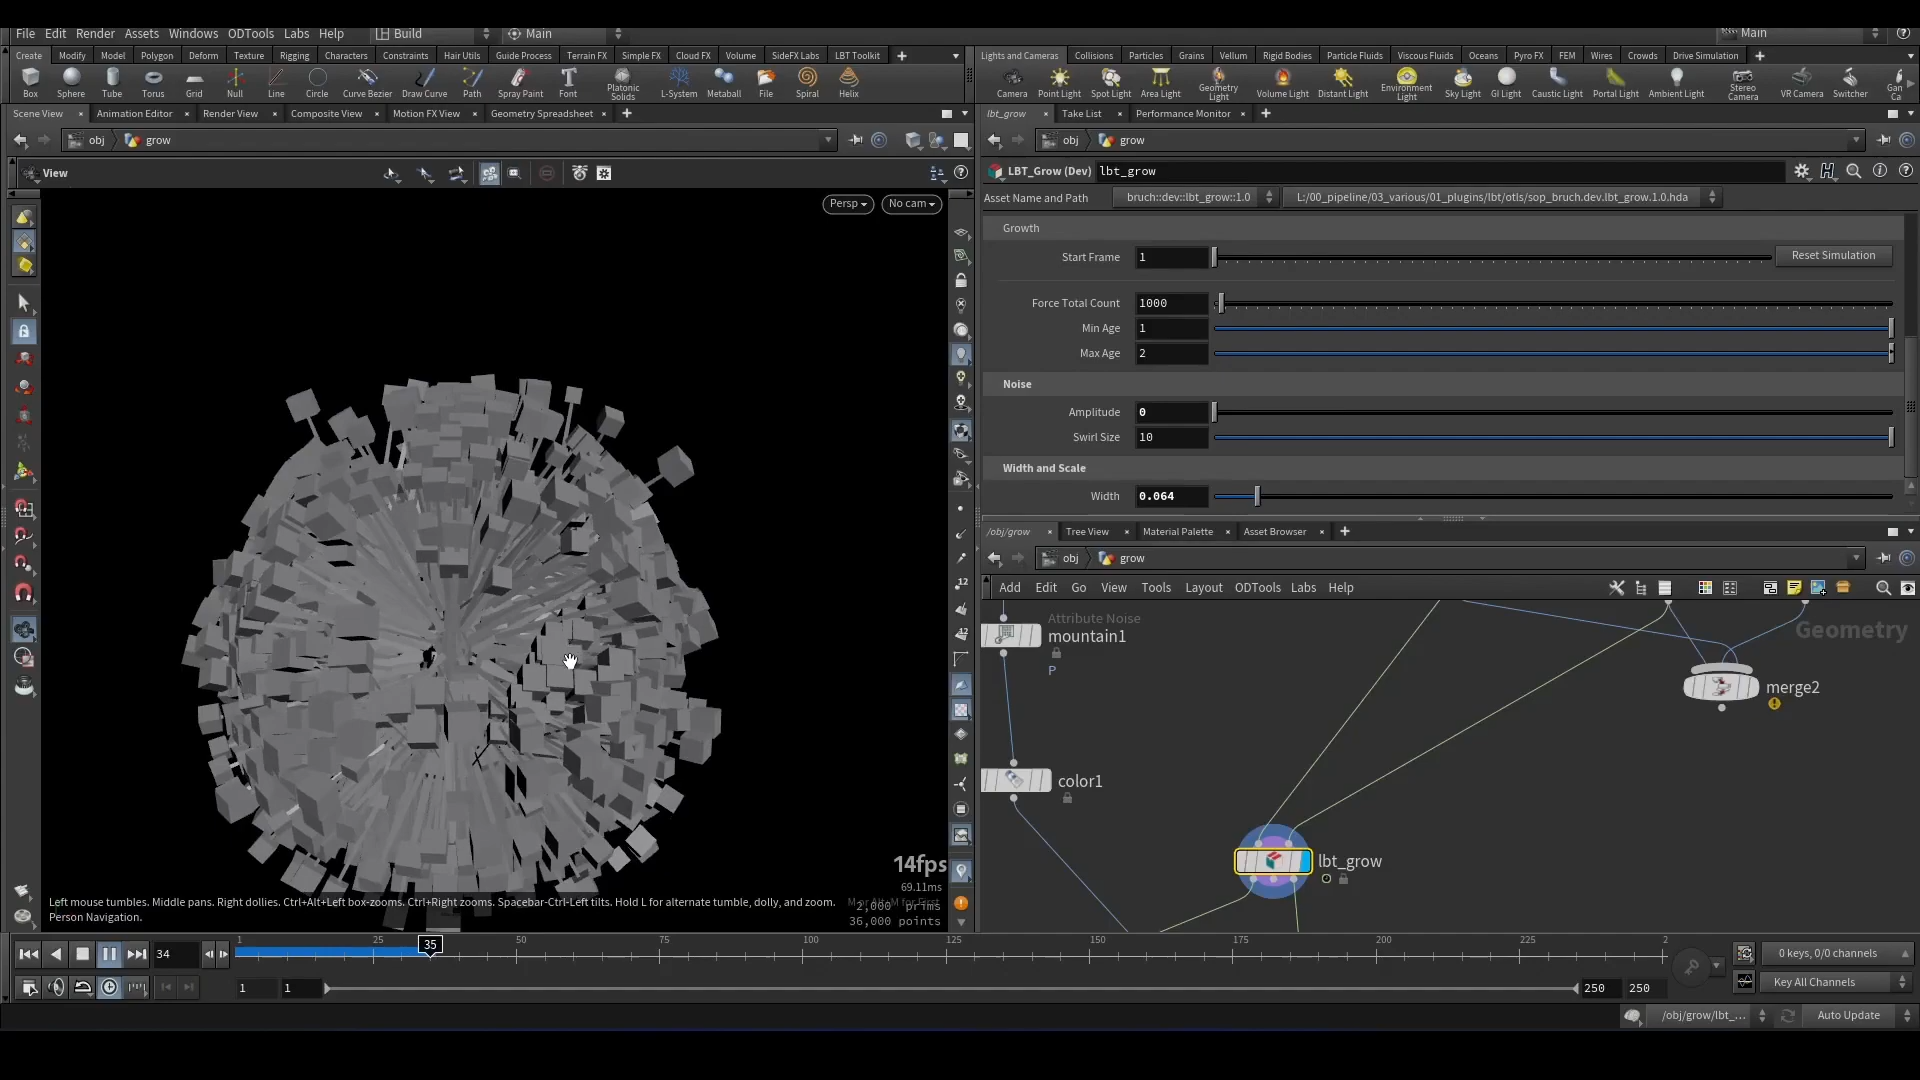 File Edit Render Assets Windows ODTools Labs Help Build Main Main
Create Modify Model Polygon Deform Texture Rigging Characters Constraints Hair Utils Guide Process Terrain FX Simple FX Cloud FX Volume SideFX Labs LBT Toolkit
Lights and Cameras Collisions Particles Grains Vellum Rigid Bodies Particle Fluids Viscous Fluids Oceans Pyro FX FEM Wires Crowds Drive Simulation
Box Sphere Tube Torus Grid Null Line Circle Curve Bezier Draw Curve Path Spray Paint Font Platonic Solids L-System Metaball File Spiral Helix
Camera Point Light Spot Light Area Light Geometry Light Volume Light Distant Light Environment Light Sky Light GI Light Caustic Light Portal Light Ambient Light Stereo Camera VR Camera Switcher
Scene View Animation Editor Render View Composite View Motion FX View Geometry Spreadsheet
lbt_grow Take List Performance Monitor
obj grow
obj grow
View
LBT_Grow (Dev) lbt_grow
Asset Name and Path bruch::dev::lbt_grow::1.0 L:/00_pipeline/03_various/01_plugins/lbt/otls/sop_bruch.dev.lbt_grow.1.0.hda
Persp No cam
Growth
Start Frame 1 Reset Simulation
Force Total Count 1000
Min Age 1
Max Age 2
Noise
Amplitude 0
Swirl Size 10
Width and Scale
Width 0.064
/obj/grow Tree View Material Palette Asset Browser
obj grow
Add Edit Go View Tools Layout ODTools Labs Help
Attribute Noise
mountain1
P
Geometry
merge2
color1
lbt_grow
14fps
69.11ms
2,000 prims
36,000 points
Left mouse tumbles. Middle pans. Right dollies. Ctrl+Alt+Left box-zooms. Ctrl+Right zooms. Spacebar-Ctrl-Left tilts. Hold L for alternate tumble, dolly, and zoom.
Person Navigation.
34 1 25 35 50 75 100 125 150 175 200 225 2
0 keys, 0/0 channels
1 1 250 250
Key All Channels
/obj/grow/lbt_... Auto Update